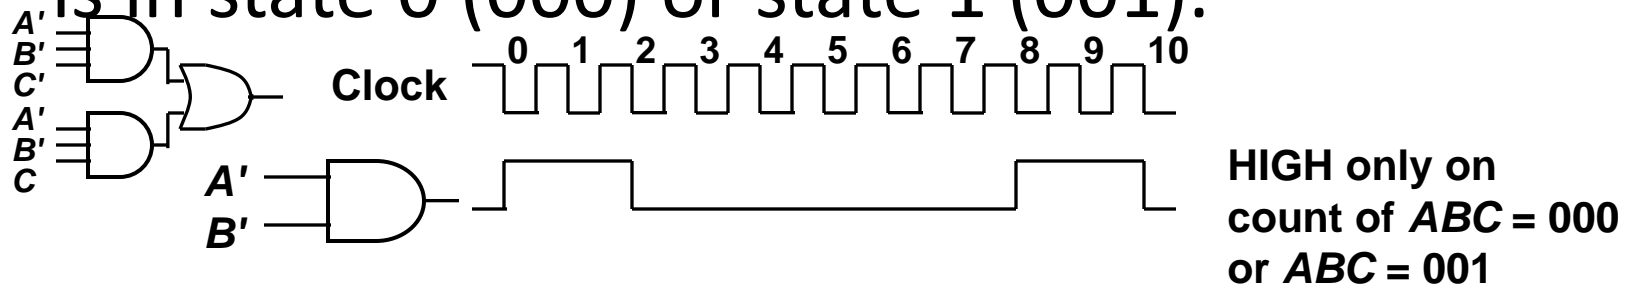 is in state 0 (000) or state 1 (001).
A'
B'
C'
A'
B'
C
Clock
0 1 2 3 4 5 6 7 8 9 10
A'
B'
HIGH only on
count of ABC = 000
or ABC = 001